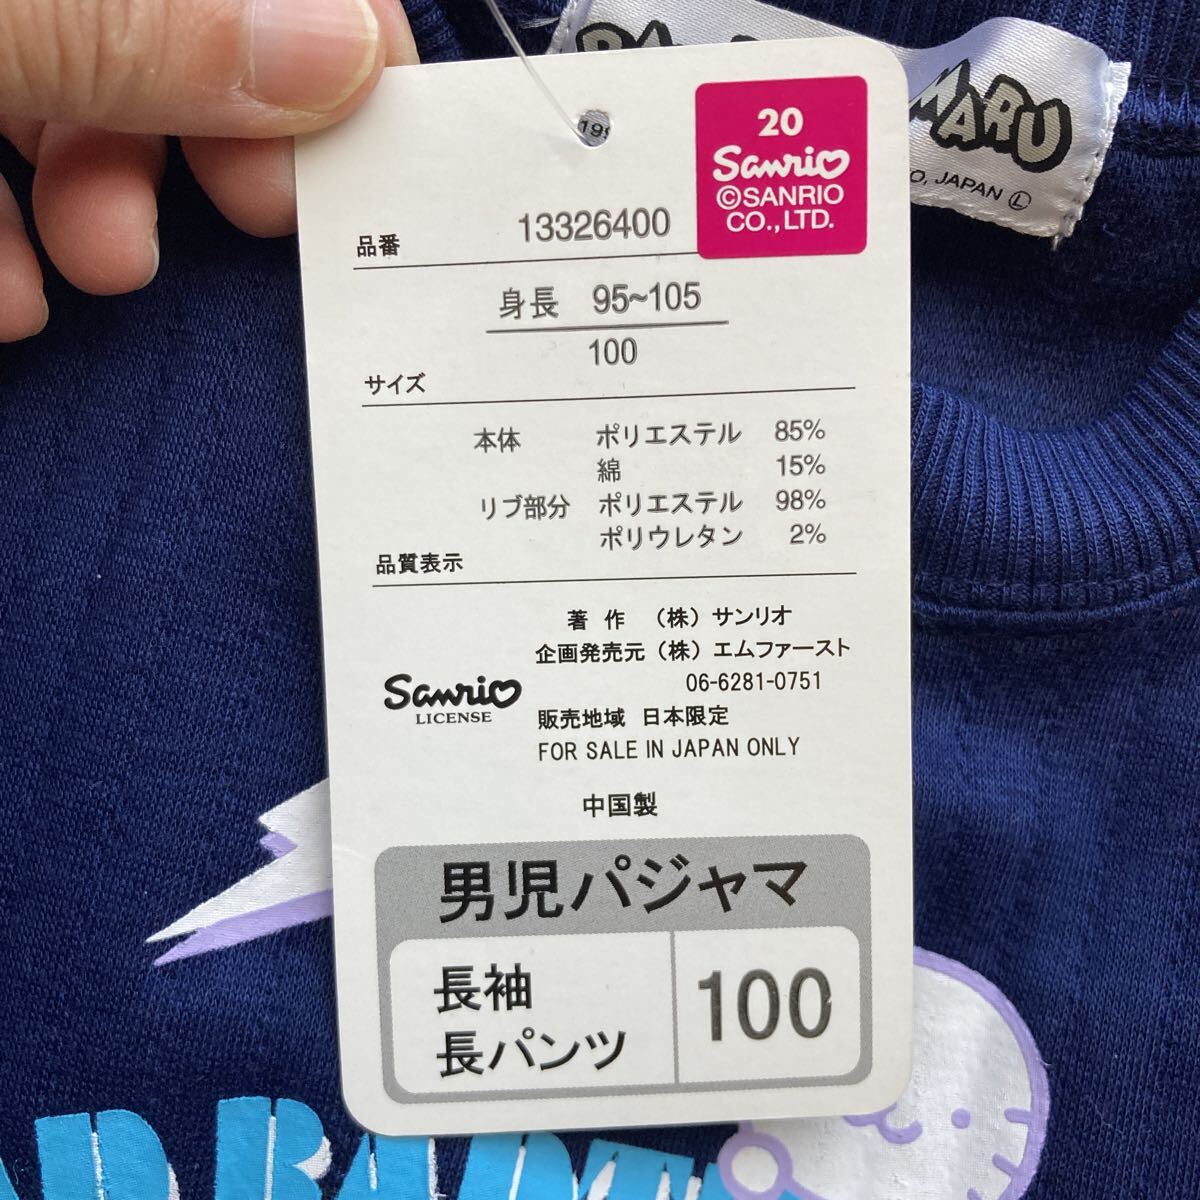 MARU
O, JAPAN Ⓛ
199
20
Sanrio
©SANRIO
CO.,LTD.
品番 13326400
身長 95~105
100
サイズ
本体 ポリエステル 85%
綿 15%
リブ部分 ポリエステル 98%
ポリウレタン 2%
品質表示
著作 (株) サンリオ
企画発売元 (株) エムファースト
06-6281-0751
Sanrio
LICENSE
販売地域 日本限定
FOR SALE IN JAPAN ONLY
中国製
男児パジャマ
長袖
長パンツ
100